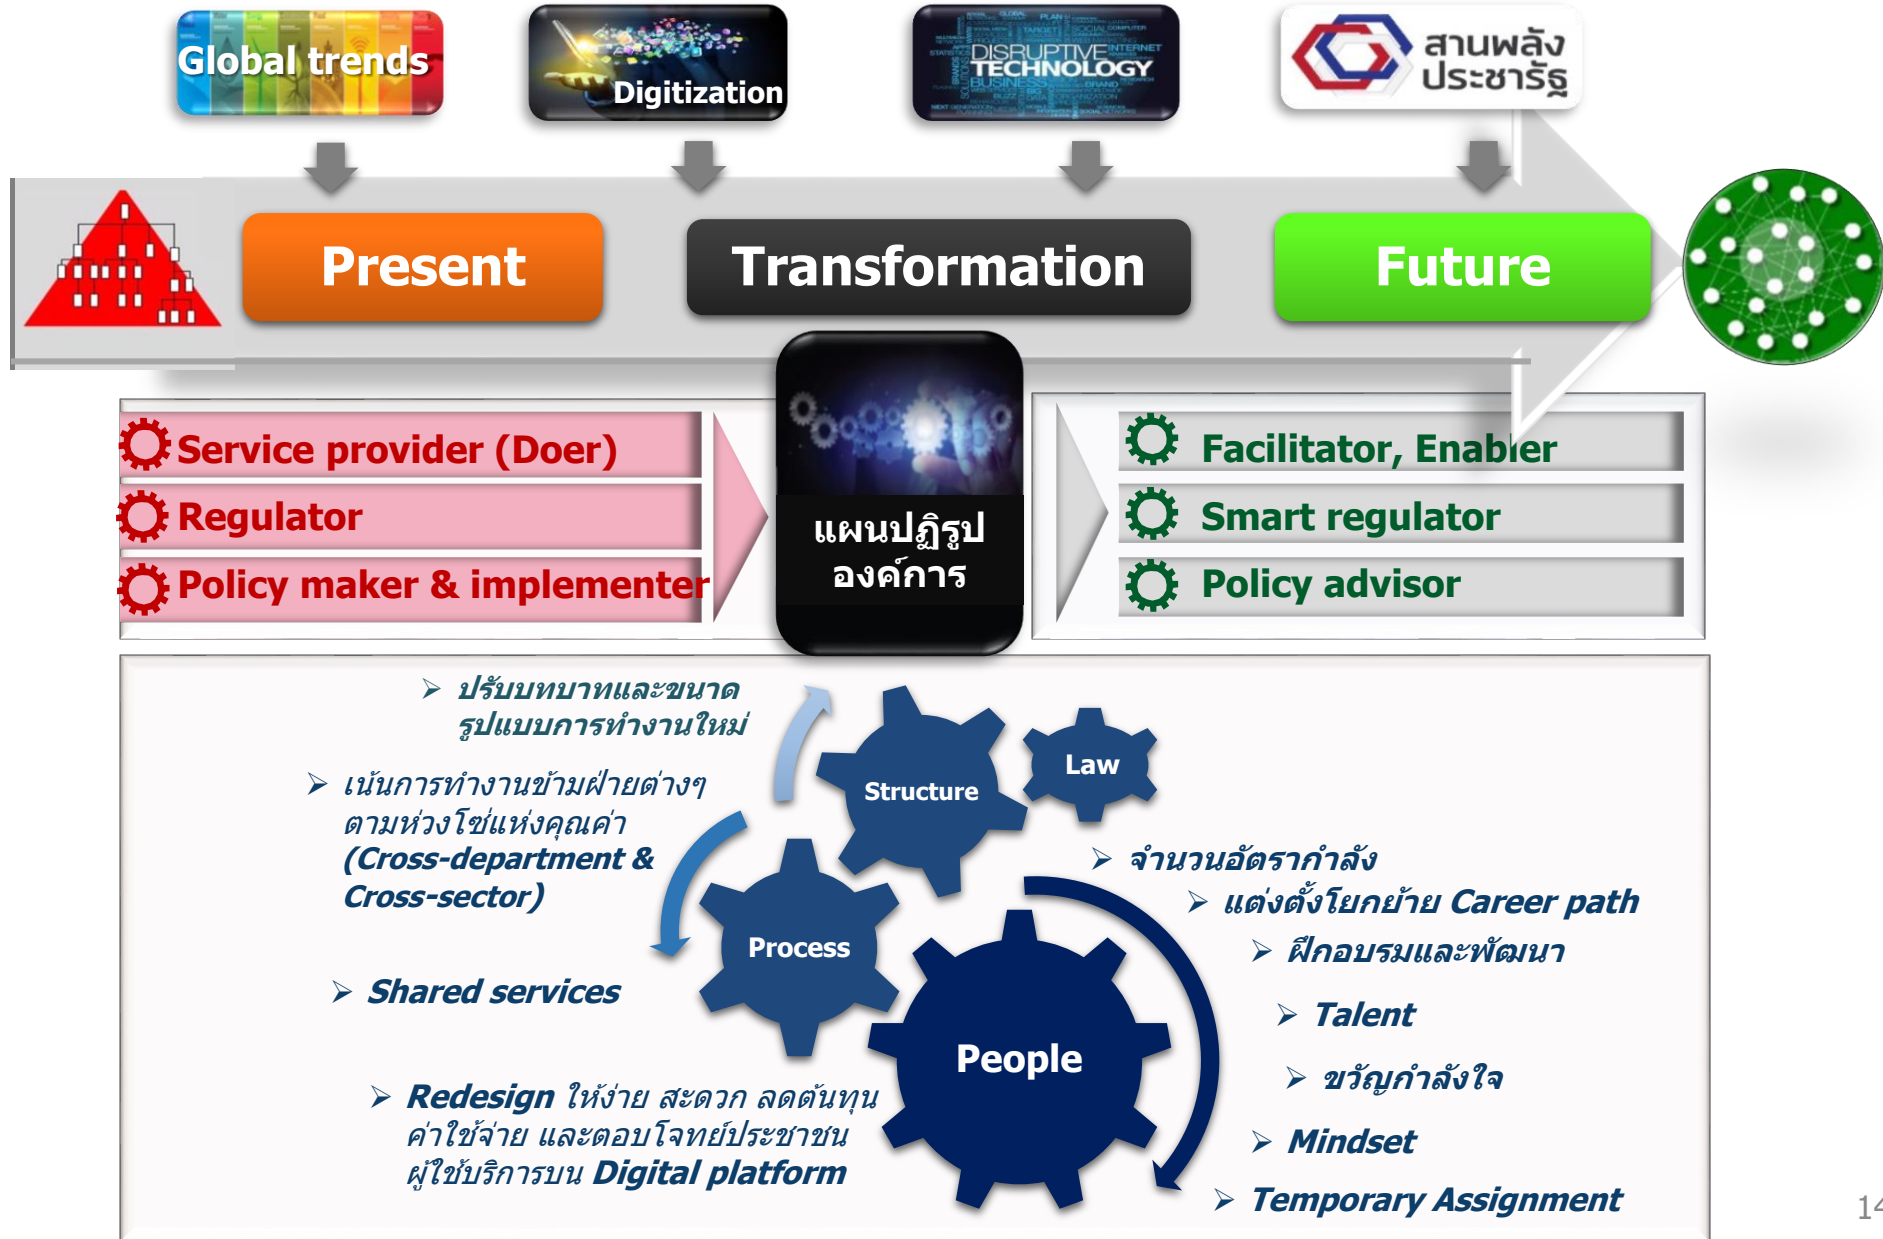 Global trends
Digitization
DISRUPTIVE
TECHNOLOGY
BUSINESS
INTERNET
สานพลัง
ประชารัฐ
Present
Transformation
Future
Service provider (Doer)
Regulator
Policy maker & implementer
แผนปฏิรูป
องค์การ
Facilitator, Enabler
Smart regulator
Policy advisor
➢ ปรับบทบาทและขนาด
รูปแบบการทำงานใหม่
➢ เน้นการทำงานข้ามฝ่ายต่างๆ
ตามห่วงโซ่แห่งคุณค่า
(Cross-department &
Cross-sector)
➢ Shared services
➢ Redesign ให้ง่าย สะดวก ลดต้นทุน
ค่าใช้จ่าย และตอบโจทย์ประชาชน
ผู้ใช้บริการบน Digital platform
Structure
Law
Process
People
➢ จำนวนอัตรากำลัง
➢ แต่งตั้งโยกย้าย Career path
➢ ฝึกอบรมและพัฒนา
➢ Talent
➢ ขวัญกำลังใจ
➢ Mindset
➢ Temporary Assignment
14